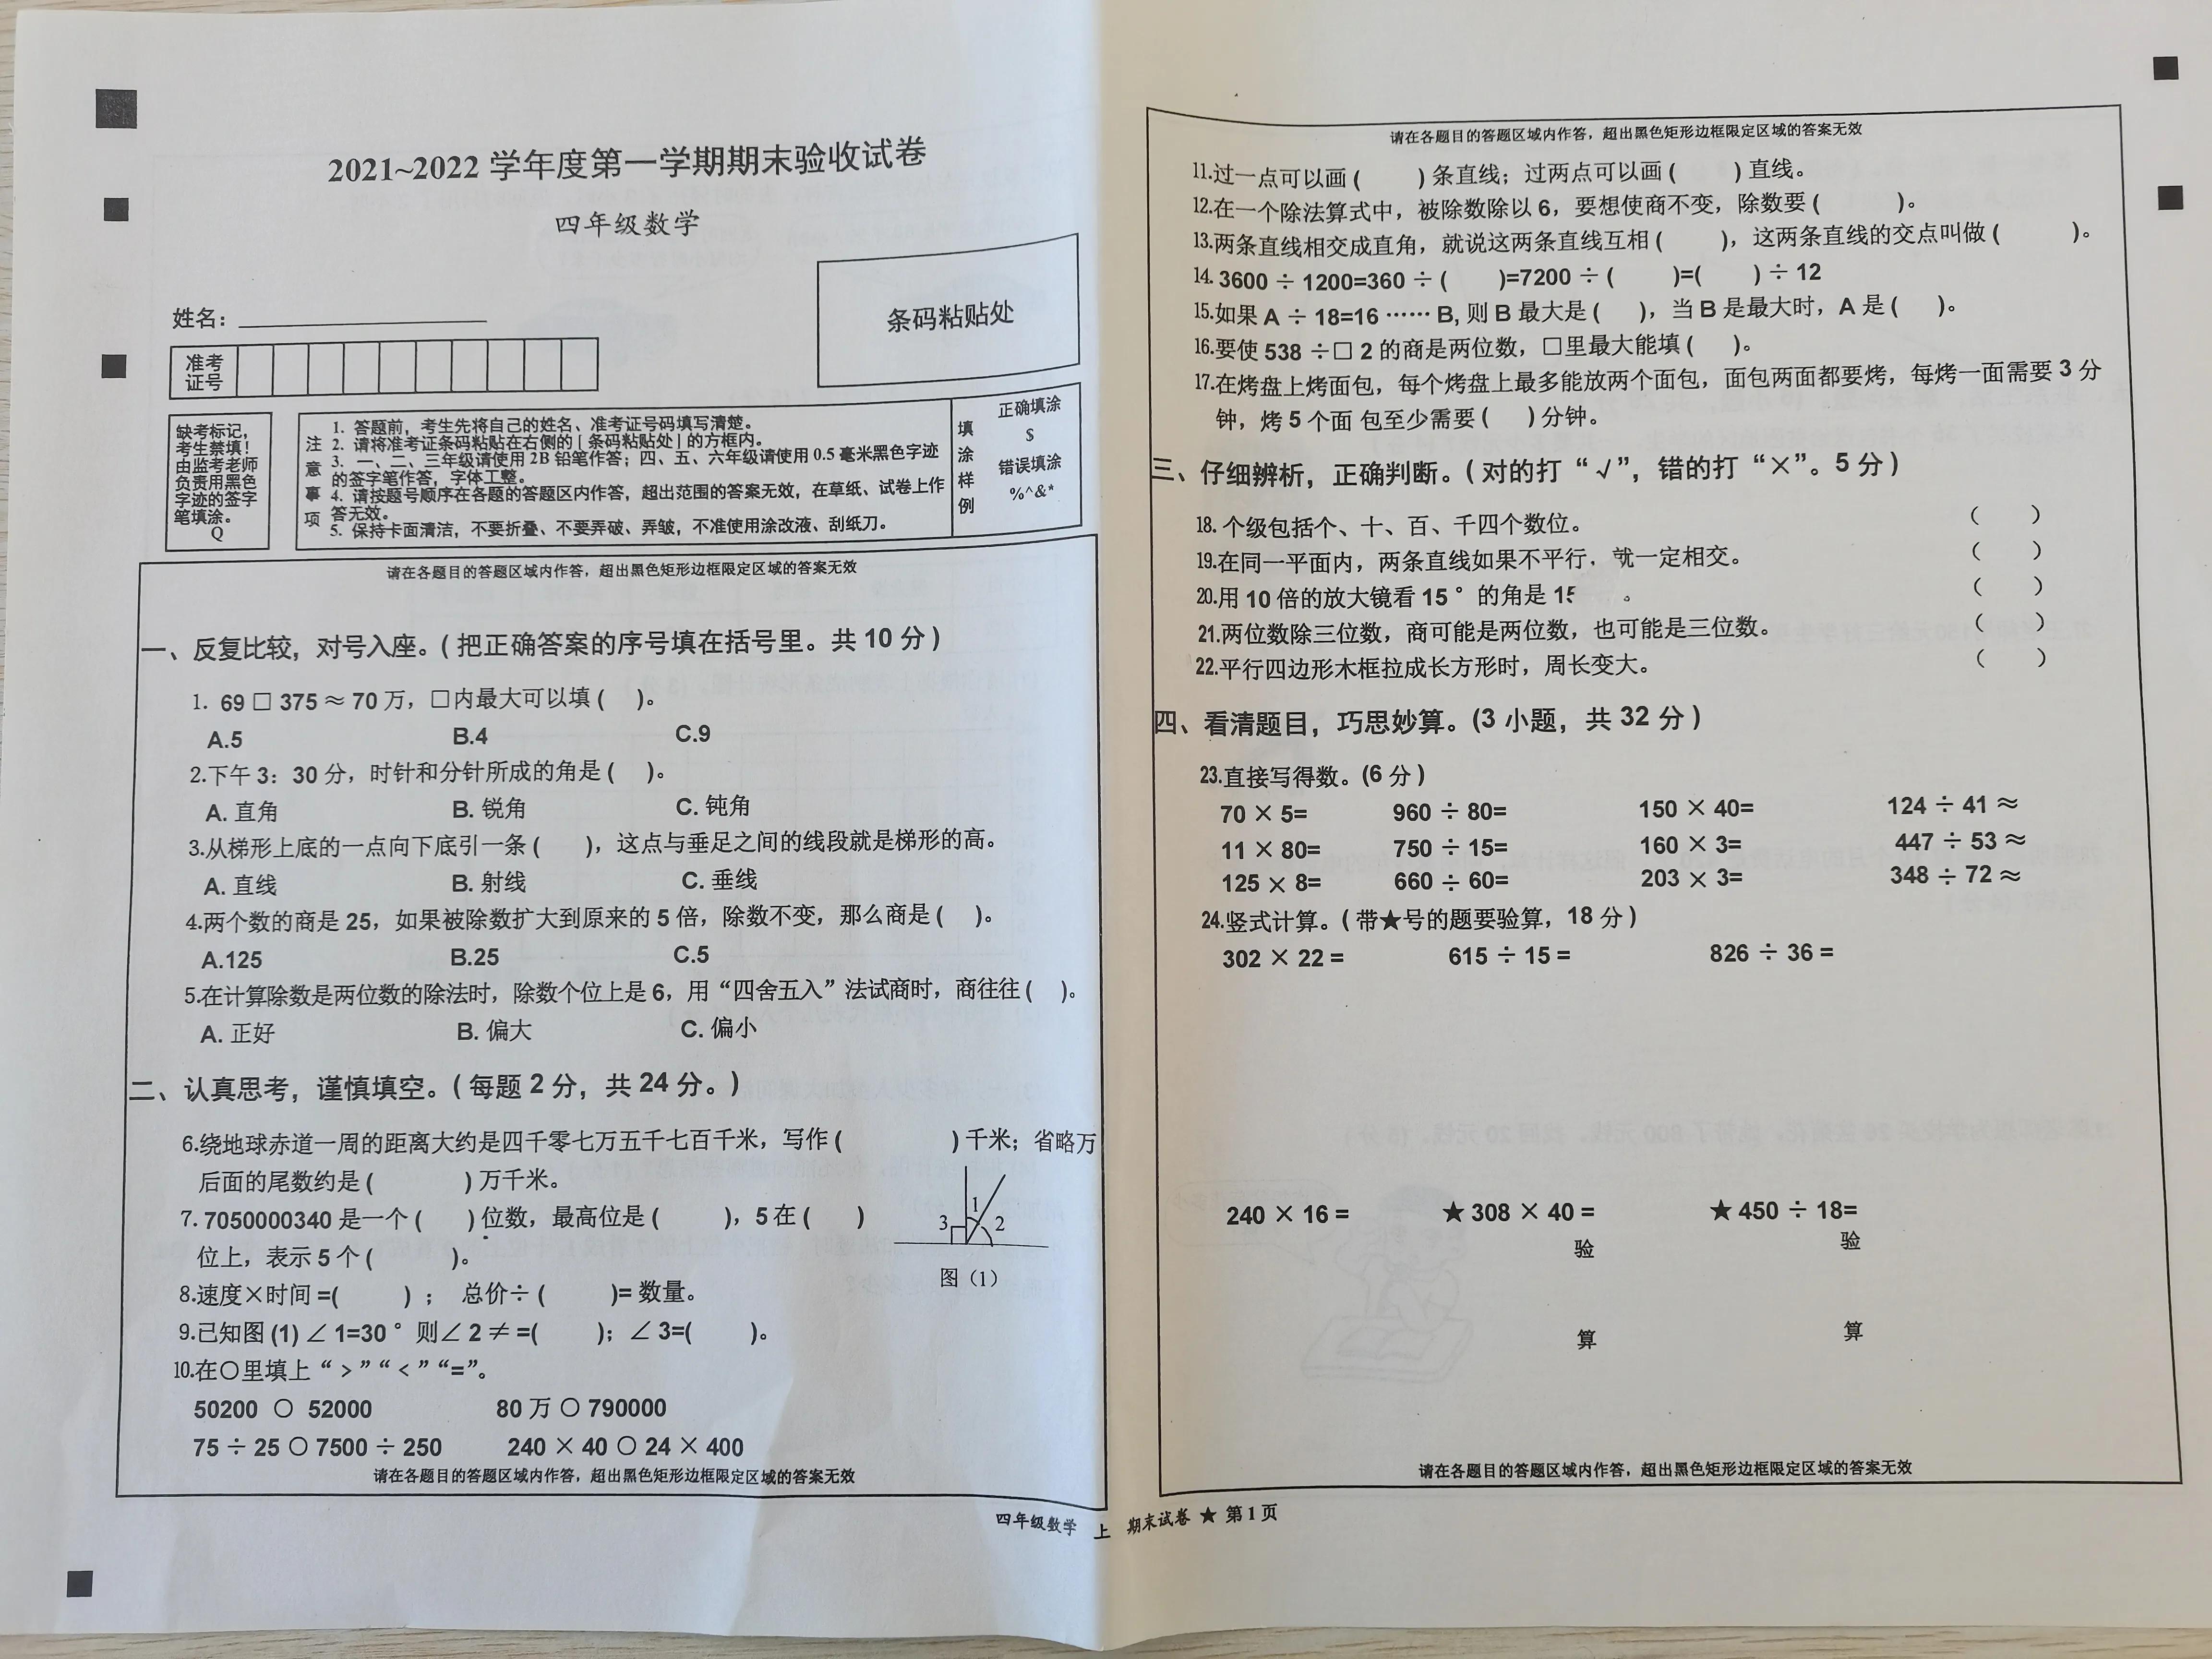 2021~2022 学年度第一学期期末验收试卷
四年级数学
姓名：
条码粘贴处
准考
证号
缺考标记，
考生禁填！
由监考老师
负责用黑色
字迹的签字
笔填涂。
Q
注意事项
1. 答题前，考生先将自己的姓名、准考证号码填写清楚。
2. 请将准考证条码粘贴在右侧的[ 条码粘贴处]的方框内。
3. 一、二、三年级请使用 2B 铅笔作答；四、五、六年级请使用 0.5 毫米黑色字迹
的签字笔作答，字体工整。
4. 请按题号顺序在各题的答题区内作答，超出范围的答案无效，在草纸、试卷上作
答无效。
5. 保持卡面清洁，不要折叠、不要弄破、弄皱，不准使用涂改液、刮纸刀。
填涂样例
正确填涂
$
错误填涂
%^&*
请在各题目的答题区域内作答，超出黑色矩形边框限定区域的答案无效
一、反复比较，对号入座。( 把正确答案的序号填在括号里。共 10 分 )
1. 69 □ 375 ≈ 70 万，□内最大可以填 ( )。
A.5 B.4 C.9
2.下午 3：30 分，时针和分针所成的角是 ( )。
A. 直角 B. 锐角 C. 钝角
3.从梯形上底的一点向下底引一条 ( )，这点与垂足之间的线段就是梯形的高。
A. 直线 B. 射线 C. 垂线
4.两个数的商是 25，如果被除数扩大到原来的 5 倍，除数不变，那么商是 ( )。
A.125 B.25 C.5
5.在计算除数是两位数的除法时，除数个位上是 6，用“四舍五入”法试商时，商往往 ( )。
A. 正好 B. 偏大 C. 偏小
二、认真思考，谨慎填空。( 每题 2 分，共 24 分。)
6.绕地球赤道一周的距离大约是四千零七万五千七百千米，写作 ( ) 千米；省略万
后面的尾数约是 ( ) 万千米。
7. 7050000340 是一个 ( ) 位数，最高位是 ( )，5 在 ( )
位上，表示 5 个 ( )。
1
3 2
图（1）
8.速度×时间 =( ) ； 总价÷ ( )= 数量。
9.已知图 (1) ∠ 1=30 ° 则∠ 2 ≠ =( )；∠ 3=( )。
10.在○里填上“ > ”“ < ”“=”。
50200 ○ 52000 80 万 ○ 790000
75 ÷ 25 ○ 7500 ÷ 250 240 × 40 ○ 24 × 400
请在各题目的答题区域内作答，超出黑色矩形边框限定区域的答案无效
请在各题目的答题区域内作答，超出黑色矩形边框限定区域的答案无效
11.过一点可以画 ( ) 条直线；过两点可以画 ( ) 直线。
12.在一个除法算式中，被除数除以 6，要想使商不变，除数要 ( )。
13.两条直线相交成直角，就说这两条直线互相 ( )，这两条直线的交点叫做 ( )。
14. 3600 ÷ 1200=360 ÷ ( )=7200 ÷ ( )=( ) ÷ 12
15.如果 A ÷ 18=16 …… B, 则 B 最大是 ( )，当 B 是最大时，A 是 ( )。
16.要使 538 ÷□ 2 的商是两位数，□里最大能填 ( )。
17.在烤盘上烤面包，每个烤盘上最多能放两个面包，面包两面都要烤，每烤一面需要 3 分
钟，烤 5 个面 包至少需要 ( ) 分钟。
三、仔细辨析，正确判断。( 对的打“ √ ”，错的打“×”。5 分 )
18. 个级包括个、十、百、千四个数位。 ( )
19.在同一平面内，两条直线如果不平行，就一定相交。 ( )
20.用 10 倍的放大镜看 15 ° 的角是 15 。 ( )
21.两位数除三位数，商可能是两位数，也可能是三位数。 ( )
22.平行四边形木框拉成长方形时，周长变大。 ( )
四、看清题目，巧思妙算。(3 小题，共 32 分 )
23.直接写得数。(6 分 )
70 × 5= 960 ÷ 80= 150 × 40= 124 ÷ 41 ≈
11 × 80= 750 ÷ 15= 160 × 3= 447 ÷ 53 ≈
125 × 8= 660 ÷ 60= 203 × 3= 348 ÷ 72 ≈
24.竖式计算。( 带★号的题要验算，18 分 )
302 × 22 = 615 ÷ 15 = 826 ÷ 36 =
240 × 16 = ★ 308 × 40 = ★ 450 ÷ 18=
验 验
算 算
请在各题目的答题区域内作答，超出黑色矩形边框限定区域的答案无效
四年级数学 上 期末试卷 ★ 第 1 页